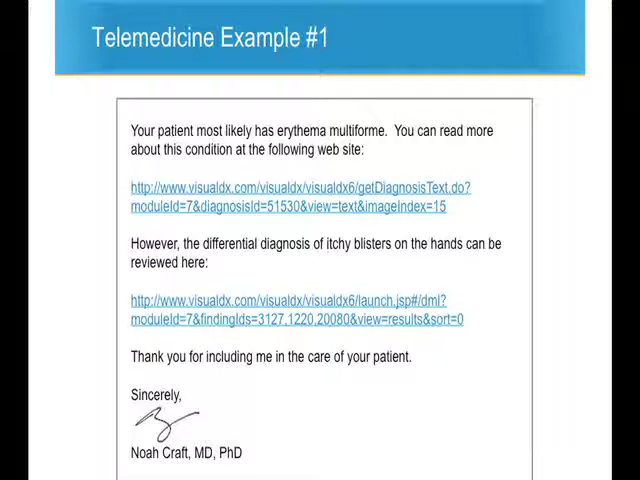 Telemedicine Example #1
Your patient most likely has erythema multiforme. You can read more
about this condition at the following web site:
http://www.visualdx.com/visualdx/visualdx6/getDiagnosisText.do?
moduleId=7&diagnosisId=51530&view=text&imageIndex=15
However, the differential diagnosis of itchy blisters on the hands can be
reviewed here:
http://www.visualdx.com/visualdx/visualdx6/launch.jsp#/dml?
moduleId=7&findingIds=3127,1220,20080&view=results&sort=0
Thank you for including me in the care of your patient.
Sincerely,
Noah Craft, MD, PhD